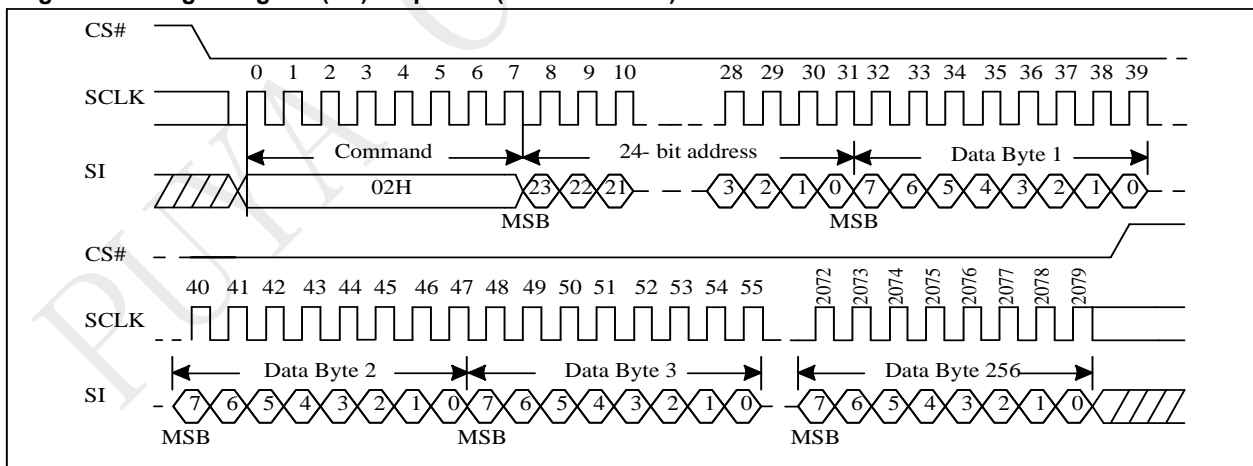 CS#
0 1 2 3 4 5 6 7 8 9 10 28 29 30 31 32 33 34 35 36 37 38 39
SCLK
Command 24- bit address Data Byte 1
SI
02H 23 22 21 3 2 1 0 7 6 5 4 3 2 1 0
MSB MSB
CS#
40 41 42 43 44 45 46 47 48 49 50 51 52 53 54 55 2072 2073 2074 2075 2076 2077 2078 2079
SCLK
Data Byte 2 Data Byte 3 Data Byte 256
SI
7 6 5 4 3 2 1 0 7 6 5 4 3 2 1 0 7 6 5 4 3 2 1 0
MSB MSB MSB
PUYA